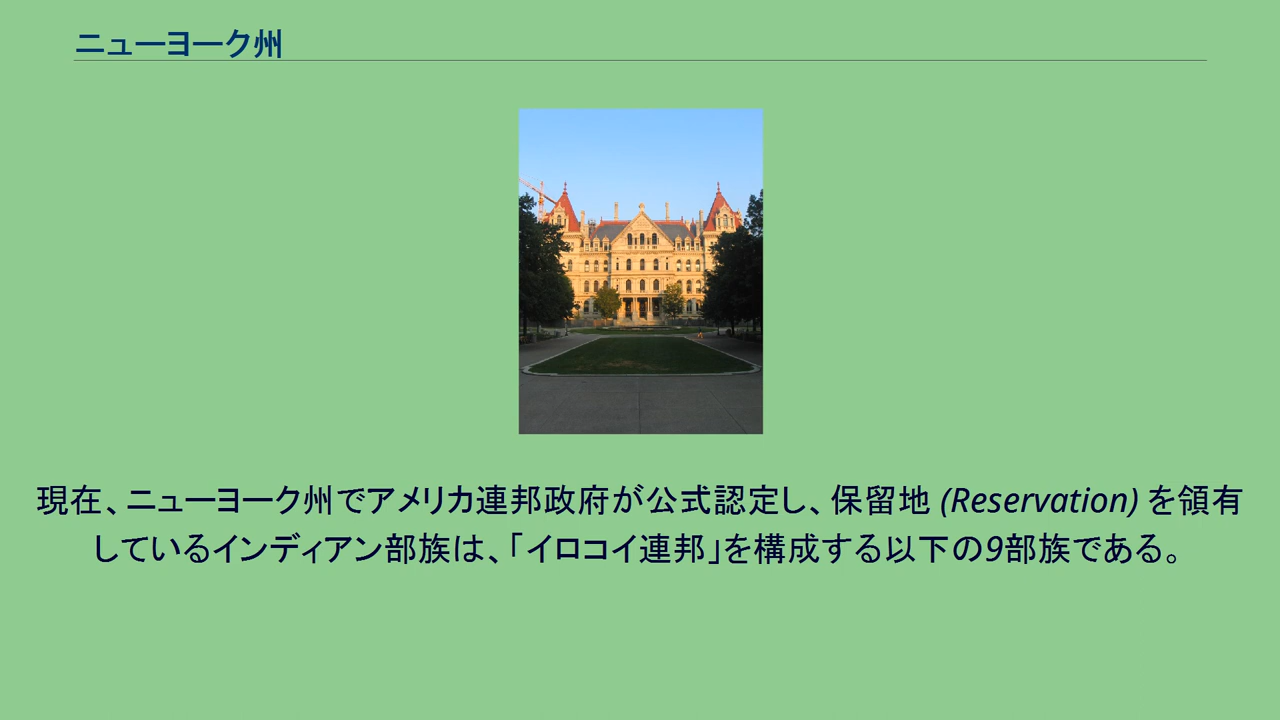 ニューヨーク州
現在、ニューヨーク州でアメリカ連邦政府が公式認定し、保留地 (Reservation) を領有
しているインディアン部族は、「イロコイ連邦」を構成する以下の9部族である。